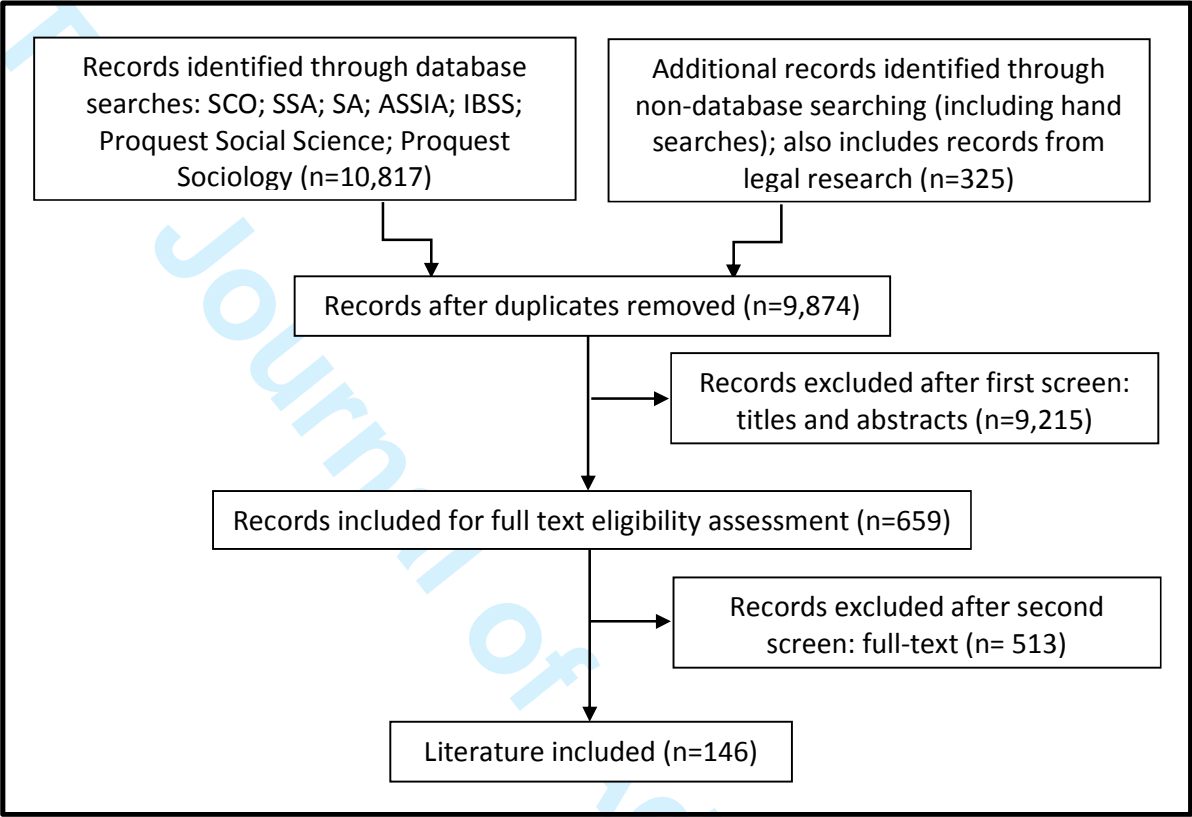 Records identified through database
searches: SCO; SSA; SA; ASSIA; IBSS;
Proquest Social Science; Proquest
Sociology (n=10,817)
Additional records identified through
non-database searching (including hand
searches); also includes records from
legal research (n=325)
Records after duplicates removed (n=9,874)
Records excluded after first screen:
titles and abstracts (n=9,215)
Records included for full text eligibility assessment (n=659)
Records excluded after second
screen: full-text (n= 513)
Literature included (n=146)
Journal of